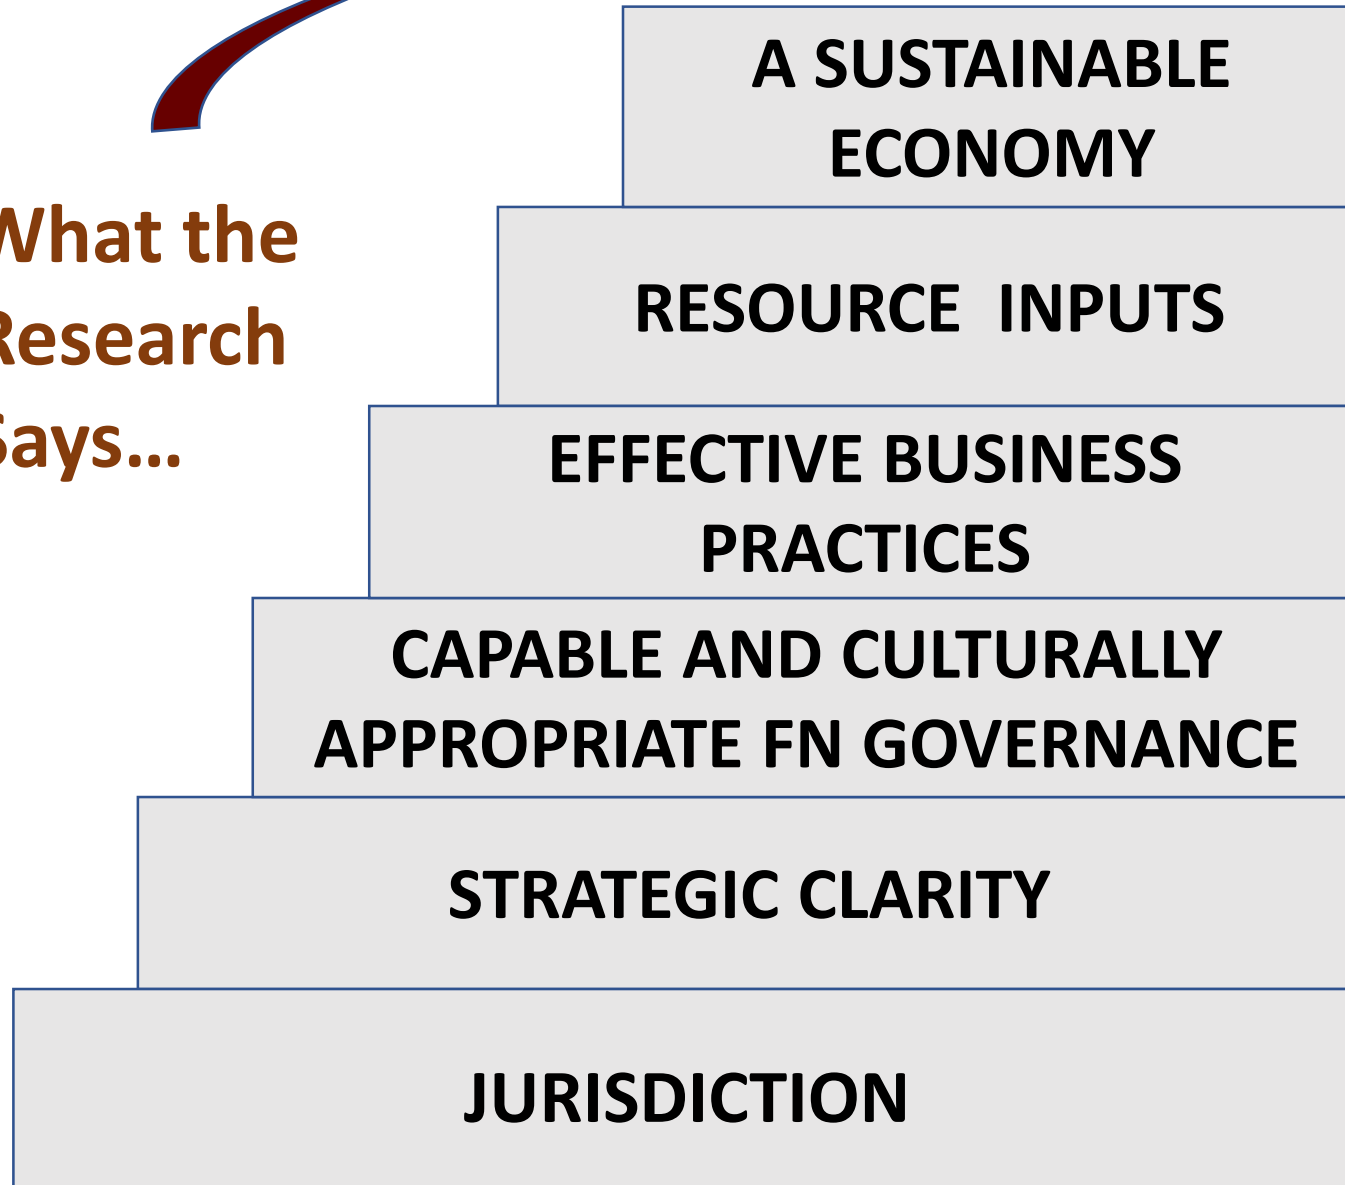 A SUSTAINABLE
ECONOMY
What the
Research
Says...
RESOURCE INPUTS
EFFECTIVE BUSINESS
PRACTICES
CAPABLE AND CULTURALLY
APPROPRIATE FN GOVERNANCE
STRATEGIC CLARITY
JURISDICTION